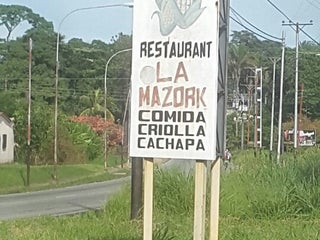 RESTAURANT
LA
MAZORK
COMIDA
CRIOLLA
CACHAPA